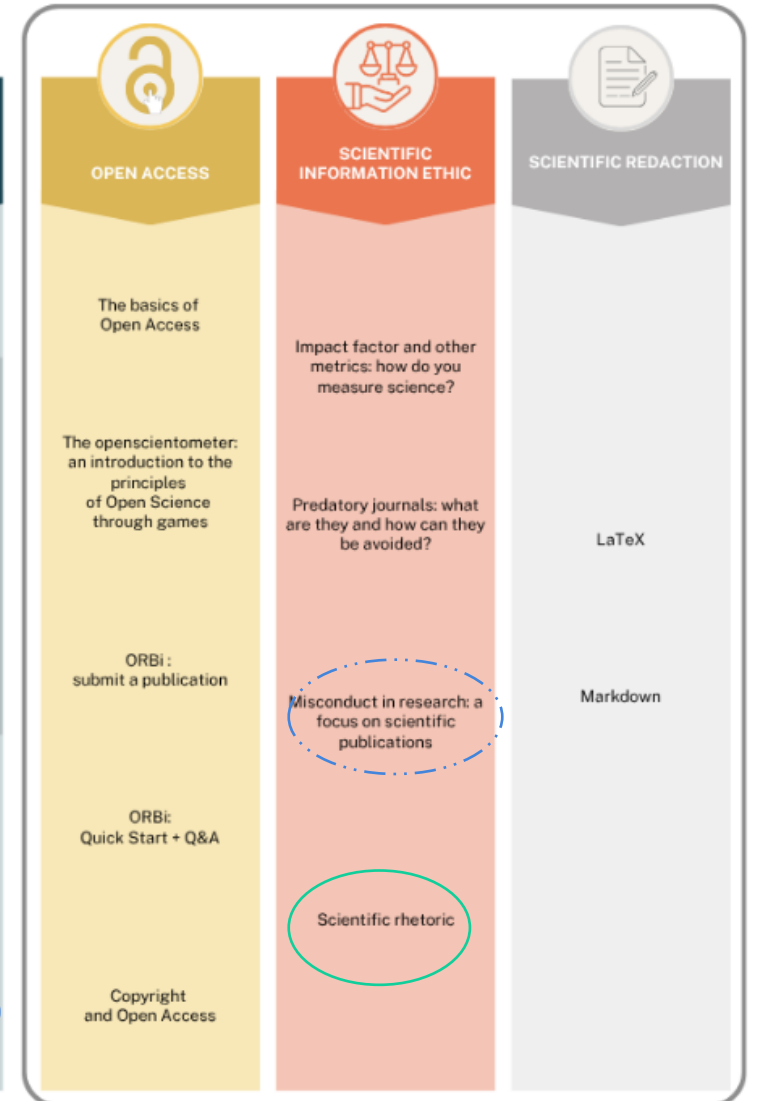 OPEN ACCESS
The basics of
Open Access
The openscientometer:
an introduction to the
principles
of Open Science
through games
ORBi :
submit a publication
ORBi:
Quick Start + Q&A
Copyright
and Open Access
SCIENTIFIC
INFORMATION ETHIC
Impact factor and other
metrics: how do you
measure science?
Predatory journals: what
are they and how can they
be avoided?
Misconduct in research: a
focus on scientific
publications
Scientific rhetoric
SCIENTIFIC REDACTION
LaTeX
Markdown